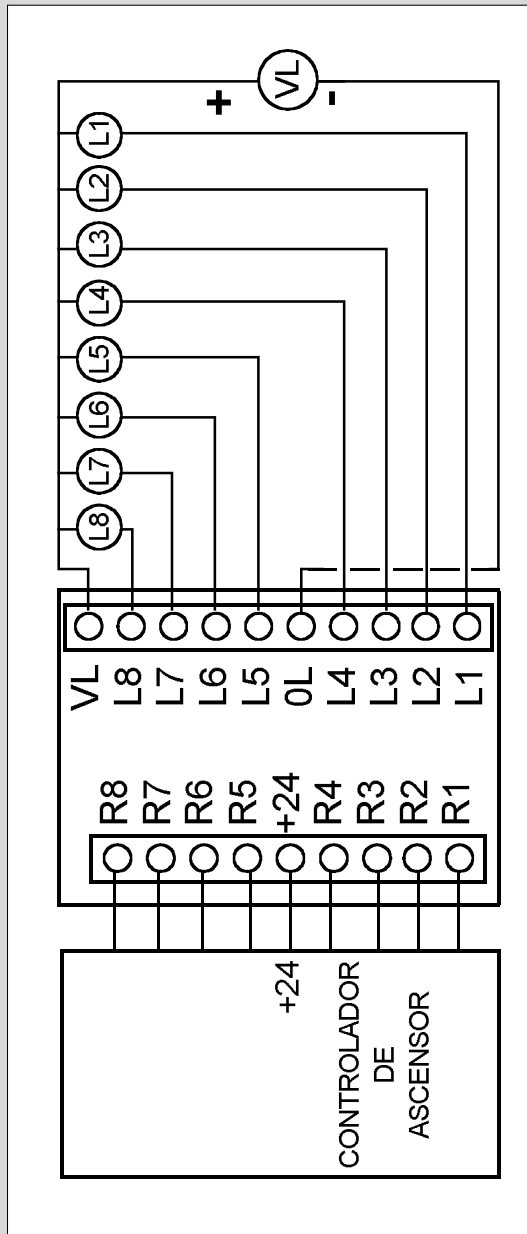 VL
+ -
L1
L2
L3
L4
L5
L6
L7
L8
VL L8 L7 L6 L5 0L L4 L3 L2 L1
R8 R7 R6 R5 +24 R4 R3 R2 R1
+24
CONTROLADOR
DE
ASCENSOR